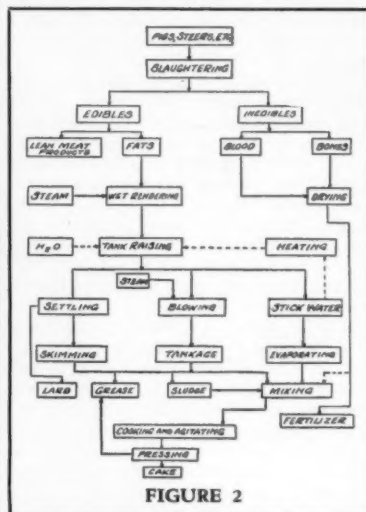 PIGS, STEERS, ETC
SLAUGHTERING
EDIBLES
INEDIBLES
LEAN MEAT
PRODUCTS
FATS
BLOOD
BONES
STEAM
WET RENDERING
DRYING
H2O
TANK RAISING
HEATING
STEAM
SETTLING
BLOWING
STICK WATER
SKIMMING
TANKAGE
EVAPORATING
LARD
GREASE
SLUDGE
MIXING
FERTILIZER
COOKING AND AGITATING
PRESSING
CAKE
FIGURE 2